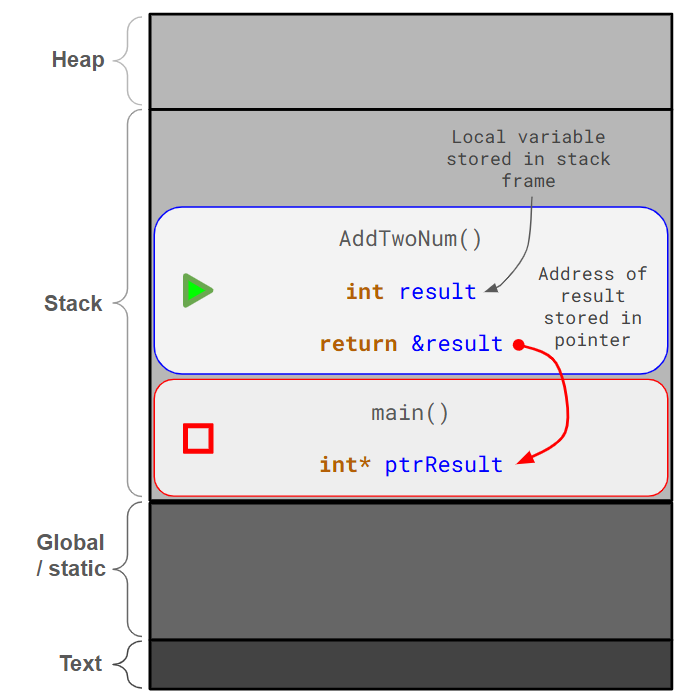 Heap
Local variable
stored in stack
frame
AddTwoNum()
Stack
int result
Address of
result
stored in
pointer
return &result
main()
int* ptrResult
Global
/ static
Text